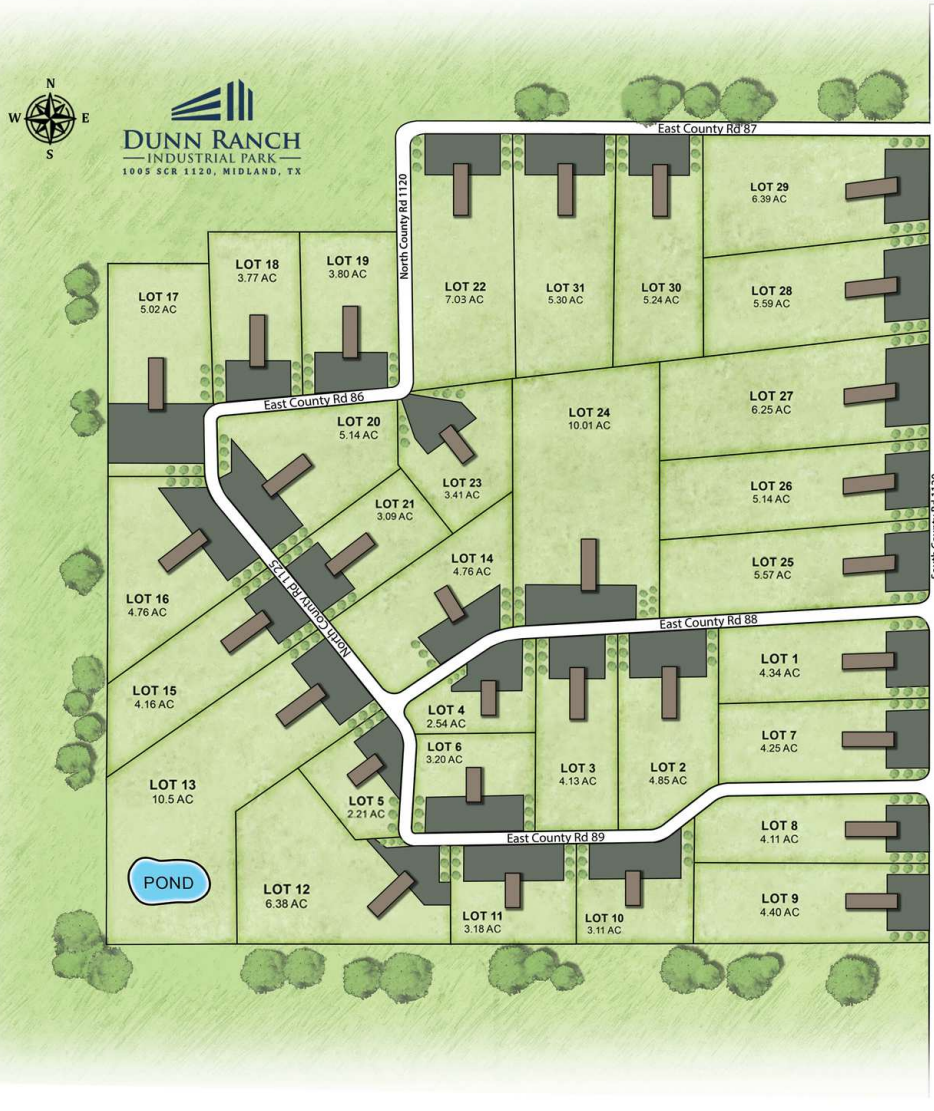 N
W
E
S
DUNN RANCH
INDUSTRIAL PARK
1005 SCR 1120, MIDLAND, TX
East County Rd 87
North County Rd 1120
LOT 29
6.39 AC
LOT 18
3.77 AC
LOT 19
3.80 AC
LOT 17
5.02 AC
LOT 22
7.03 AC
LOT 31
5.30 AC
LOT 30
5.24 AC
LOT 28
5.59 AC
East County Rd 86
LOT 27
6.25 AC
LOT 20
5.14 AC
LOT 24
10.01 AC
LOT 23
3.41 AC
LOT 26
5.14 AC
LOT 21
3.09 AC
LOT 14
4.76 AC
LOT 25
5.57 AC
LOT 16
4.76 AC
North County Rd 1125
East County Rd 88
LOT 1
4.34 AC
LOT 15
4.16 AC
LOT 4
2.54 AC
LOT 7
4.25 AC
LOT 6
3.20 AC
LOT 3
4.13 AC
LOT 2
4.85 AC
LOT 13
10.5 AC
LOT 5
2.21 AC
East County Rd 89
LOT 8
4.11 AC
POND
LOT 12
6.38 AC
LOT 11
3.18 AC
LOT 10
3.11 AC
LOT 9
4.40 AC